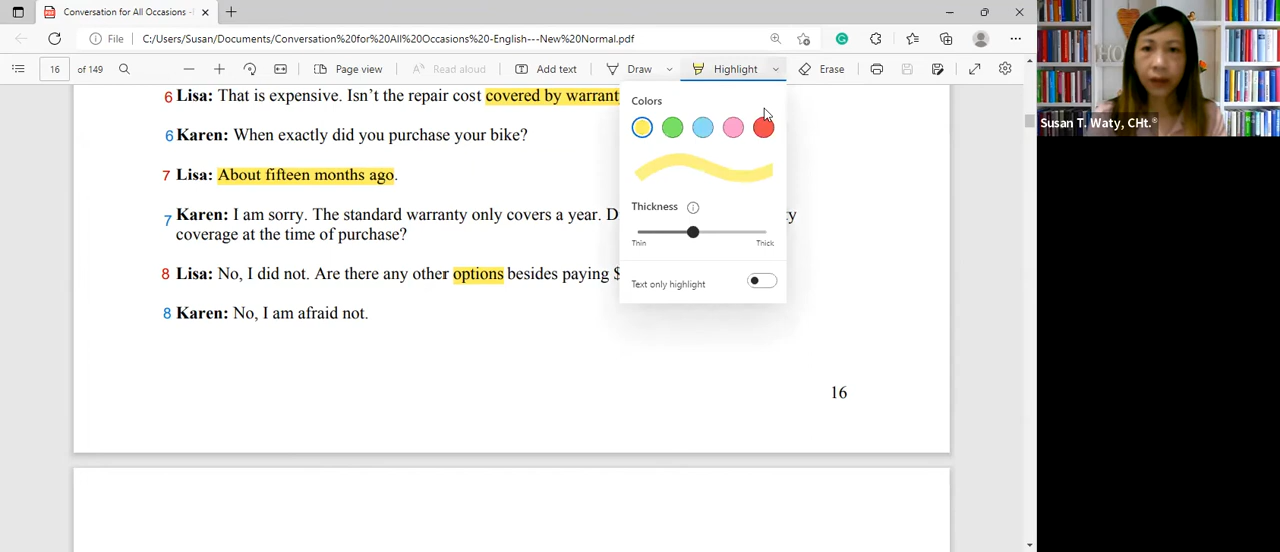 Conversation for All Occasions -
File C:/Users/Susan/Documents/Conversation%20for%20All%20Occasions%20-English---New%20Normal.pdf
16 of 149 Page view Read aloud Add text Draw Highlight Erase
6 Lisa: That is expensive. Isn't the repair cost covered by warrant
6 Karen: When exactly did you purchase your bike?
7 Lisa: About fifteen months ago.
7 Karen: I am sorry. The standard warranty only covers a year. D
coverage at the time of purchase?
8 Lisa: No, I did not. Are there any other options besides paying $
8 Karen: No, I am afraid not.
16
Colors
Thickness
Thin Thick
Text only highlight
Susan T. Waty, CHt.®